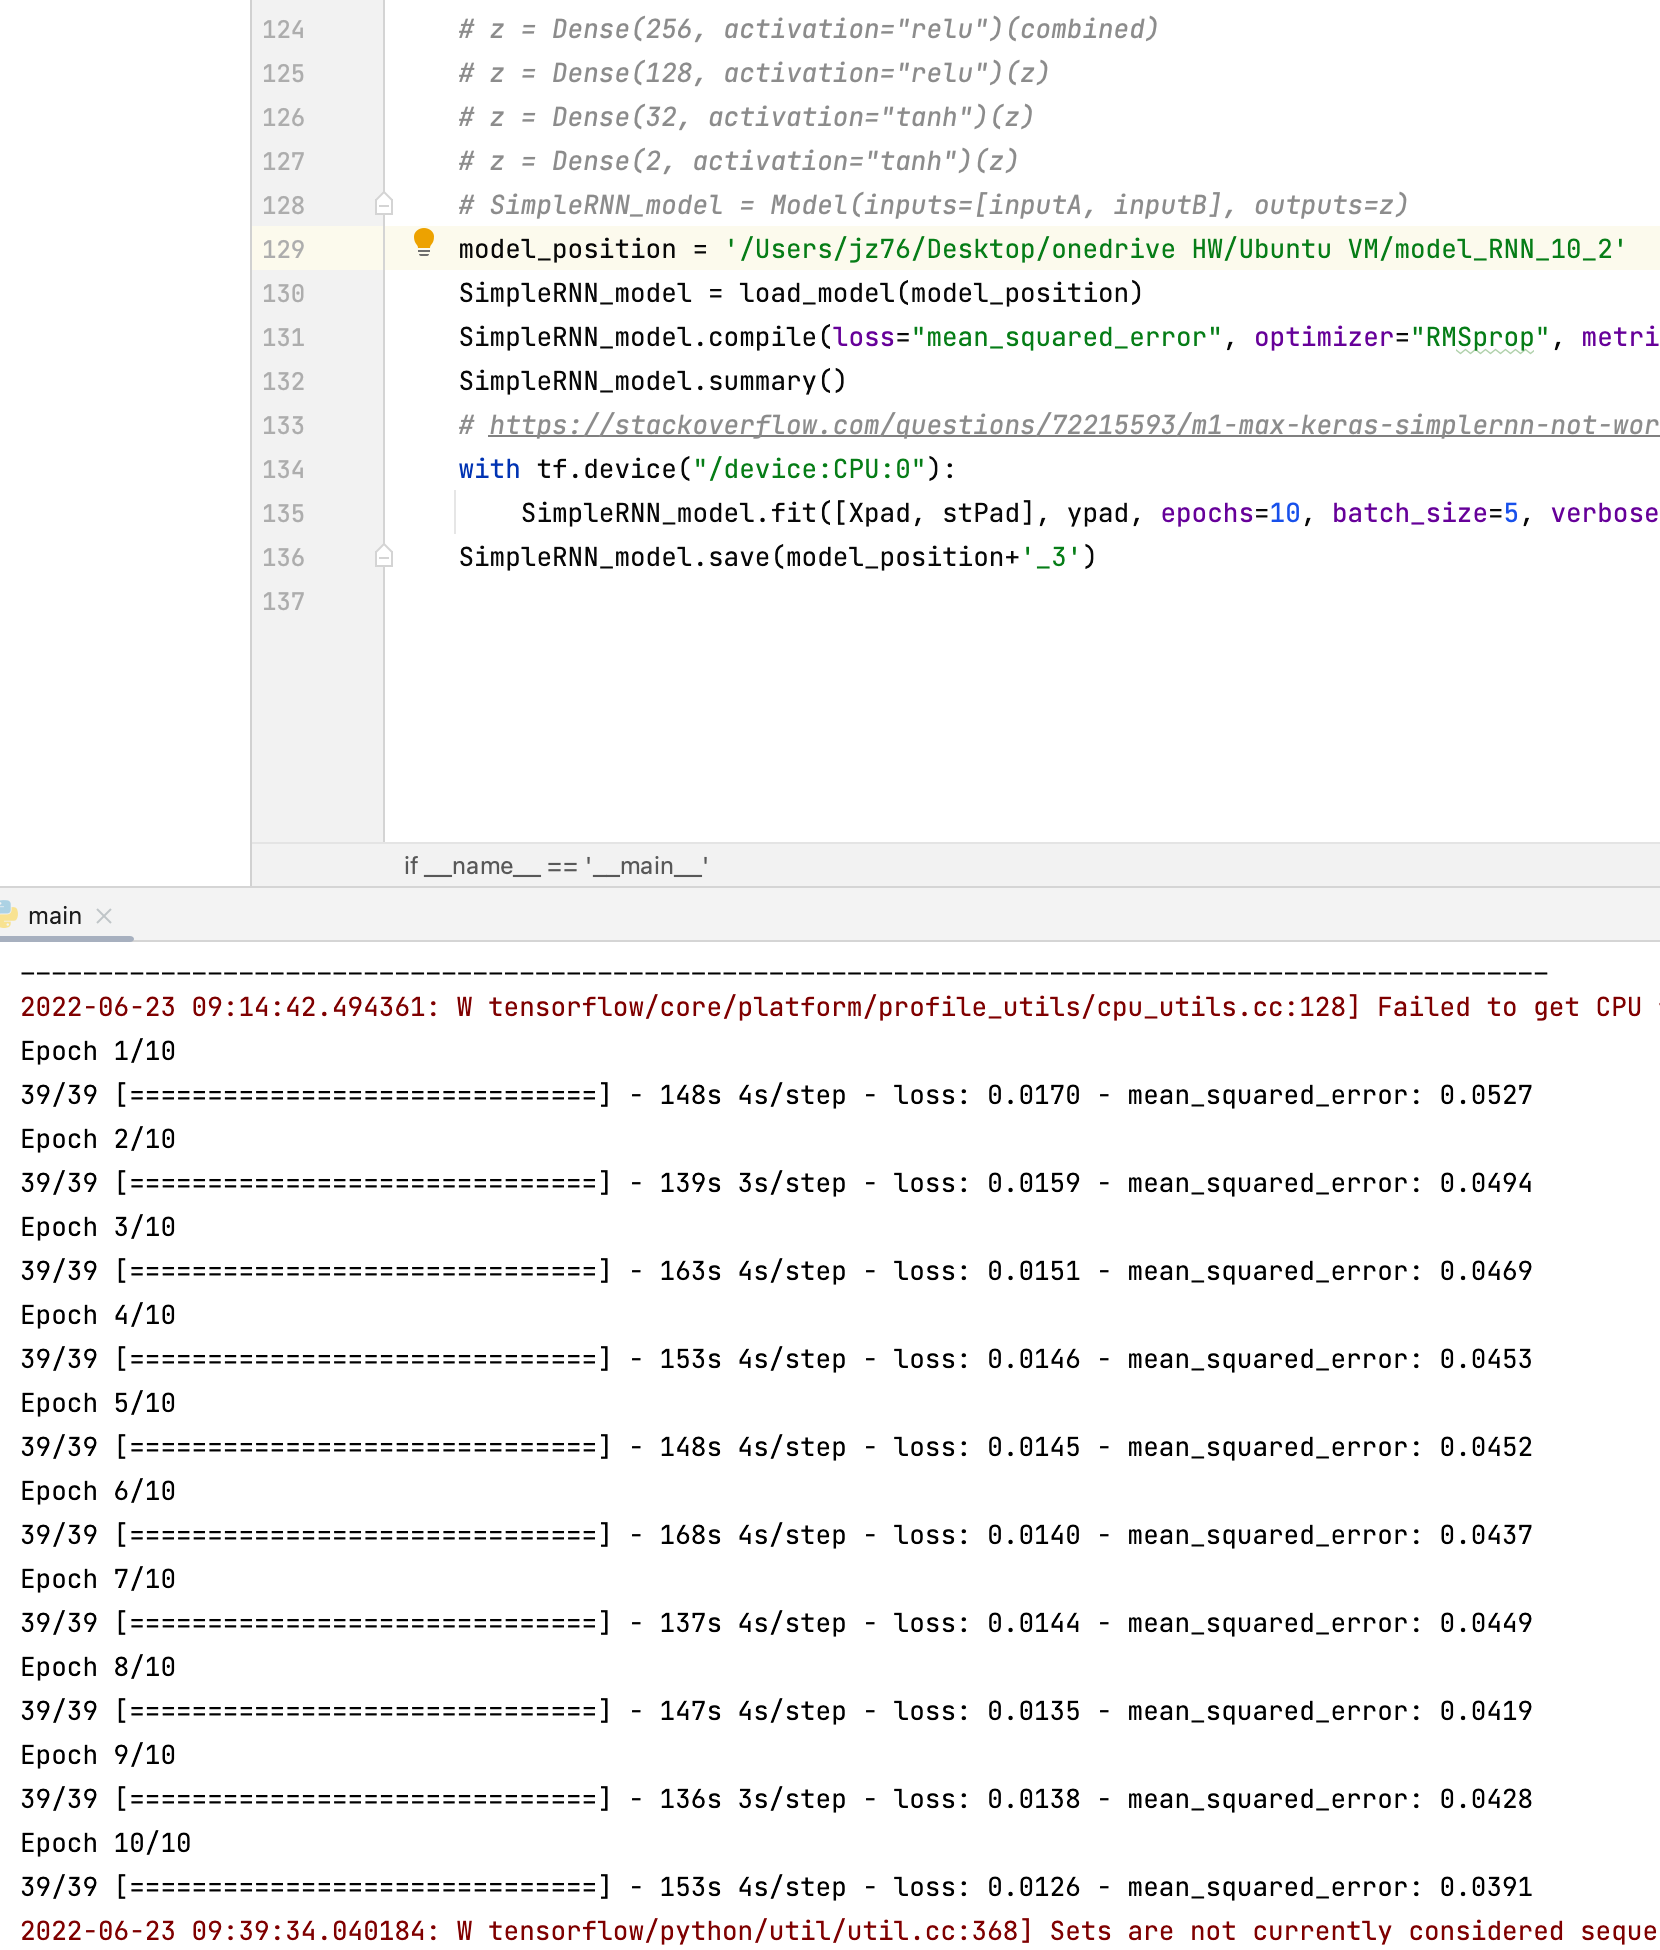 124 # z = Dense(256, activation="relu")(combined)
125 # z = Dense(128, activation="relu")(z)
126 # z = Dense(32, activation="tanh")(z)
127 # z = Dense(2, activation="tanh")(z)
128 # SimpleRNN_model = Model(inputs=[inputA, inputB], outputs=z)
129 model_position = '/Users/jz76/Desktop/onedrive HW/Ubuntu VM/model_RNN_10_2'
130 SimpleRNN_model = load_model(model_position)
131 SimpleRNN_model.compile(loss="mean_squared_error", optimizer="RMSprop", metri
132 SimpleRNN_model.summary()
133 # https://stackoverflow.com/questions/72215593/m1-max-keras-simplernn-not-wor
134 with tf.device("/device:CPU:0"):
135 SimpleRNN_model.fit([Xpad, stPad], ypad, epochs=10, batch_size=5, verbose
136 SimpleRNN_model.save(model_position+'_3')
137
if __name__ == '__main__'
main
__________________________________________________________________________________________________
2022-06-23 09:14:42.494361: W tensorflow/core/platform/profile_utils/cpu_utils.cc:128] Failed to get CPU
Epoch 1/10
39/39 [==============================] - 148s 4s/step - loss: 0.0170 - mean_squared_error: 0.0527
Epoch 2/10
39/39 [==============================] - 139s 3s/step - loss: 0.0159 - mean_squared_error: 0.0494
Epoch 3/10
39/39 [==============================] - 163s 4s/step - loss: 0.0151 - mean_squared_error: 0.0469
Epoch 4/10
39/39 [==============================] - 153s 4s/step - loss: 0.0146 - mean_squared_error: 0.0453
Epoch 5/10
39/39 [==============================] - 148s 4s/step - loss: 0.0145 - mean_squared_error: 0.0452
Epoch 6/10
39/39 [==============================] - 168s 4s/step - loss: 0.0140 - mean_squared_error: 0.0437
Epoch 7/10
39/39 [==============================] - 137s 4s/step - loss: 0.0144 - mean_squared_error: 0.0449
Epoch 8/10
39/39 [==============================] - 147s 4s/step - loss: 0.0135 - mean_squared_error: 0.0419
Epoch 9/10
39/39 [==============================] - 136s 3s/step - loss: 0.0138 - mean_squared_error: 0.0428
Epoch 10/10
39/39 [==============================] - 153s 4s/step - loss: 0.0126 - mean_squared_error: 0.0391
2022-06-23 09:39:34.040184: W tensorflow/python/util/util.cc:368] Sets are not currently considered seque